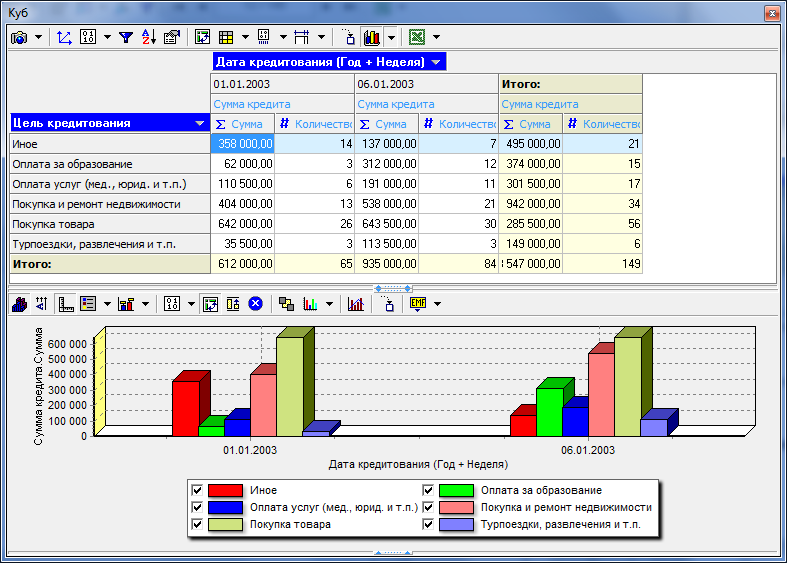 Куб
Дата кредитования (Год + Неделя)
01.01.2003 06.01.2003 Итого:
Сумма кредита Сумма кредита Сумма кредита
Цель кредитования Σ Сумма # Количество Σ Сумма # Количество Σ Сумма # Количество
Иное 358 000,00 14 137 000,00 7 495 000,00 21
Оплата за образование 62 000,00 3 312 000,00 12 374 000,00 15
Оплата услуг (мед., юрид. и т.п.) 110 500,00 6 191 000,00 11 301 500,00 17
Покупка и ремонт недвижимости 404 000,00 13 538 000,00 21 942 000,00 34
Покупка товара 642 000,00 26 643 500,00 30 285 500,00 56
Турпоездки, развлечения и т.п. 35 500,00 3 113 500,00 3 149 000,00 6
Итого: 612 000,00 65 935 000,00 84 547 000,00 149
EMF
Сумма кредита.Сумма
600 000
500 000
400 000
300 000
200 000
100 000
0
01.01.2003 06.01.2003
Дата кредитования (Год + Неделя)
Иное Оплата за образование
Оплата услуг (мед., юрид. и т.п.) Покупка и ремонт недвижимости
Покупка товара Турпоездки, развлечения и т.п.